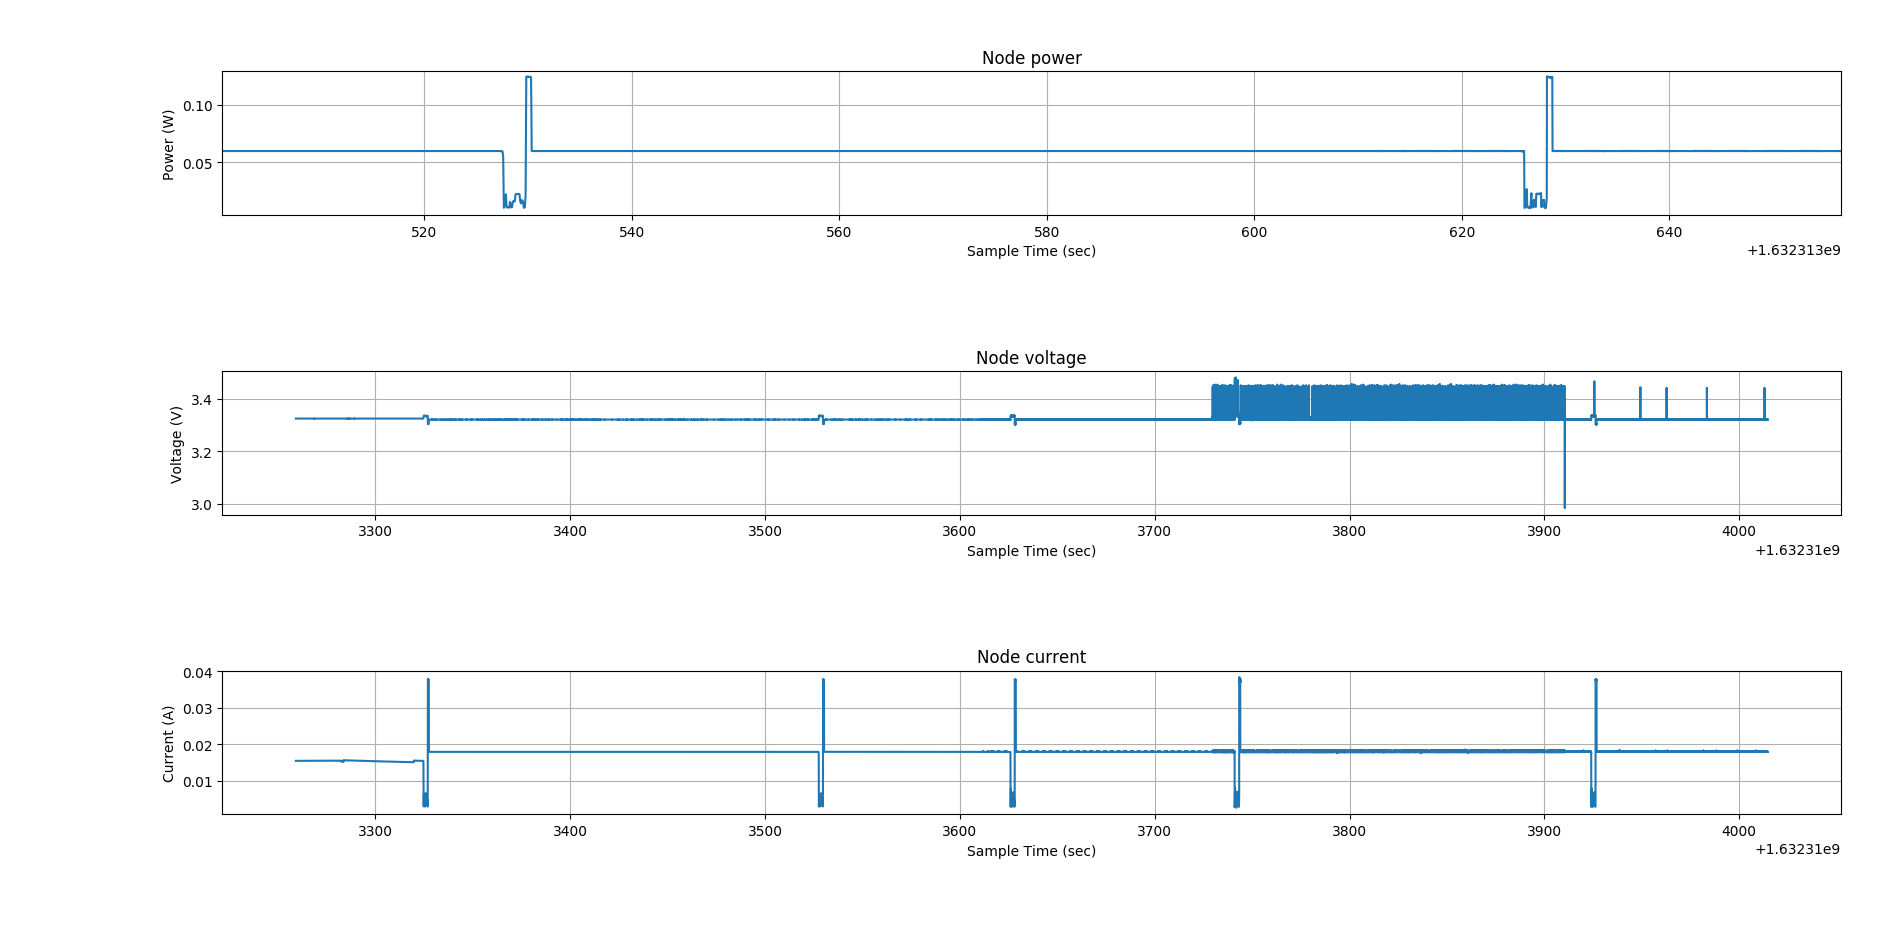 Node power
Power (W)
0.10
0.05
520 540 560 580 600 620 640
Sample Time (sec)
+1.632313e9
Node voltage
Voltage (V)
3.4
3.2
3.0
3300 3400 3500 3600 3700 3800 3900 4000
Sample Time (sec)
+1.63231e9
Node current
Current (A)
0.04
0.03
0.02
0.01
3300 3400 3500 3600 3700 3800 3900 4000
Sample Time (sec)
+1.63231e9